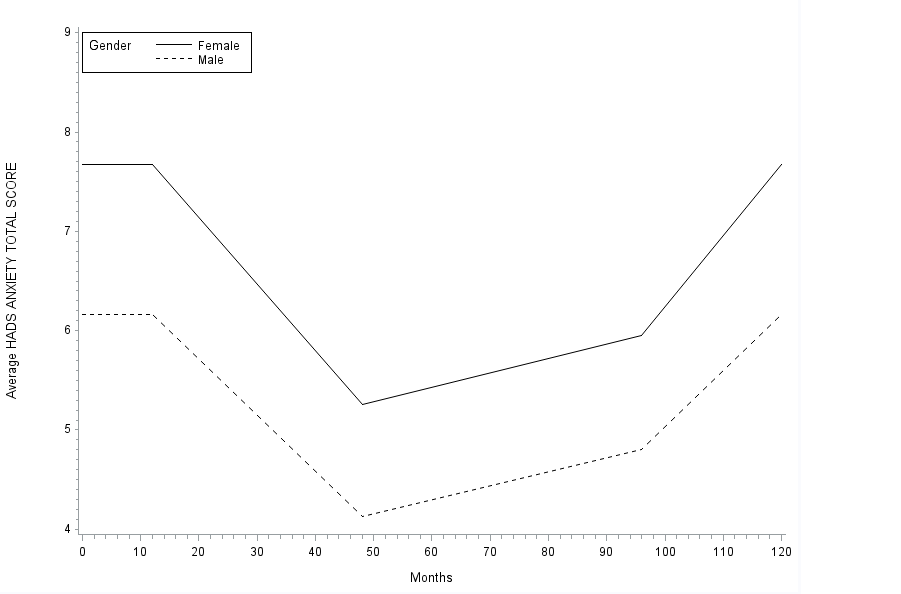 9
Gender
Female
Male
8
7
6
5
4
Average HADS ANXIETY TOTAL SCORE
0 10 20 30 40 50 60 70 80 90 100 110 120
Months